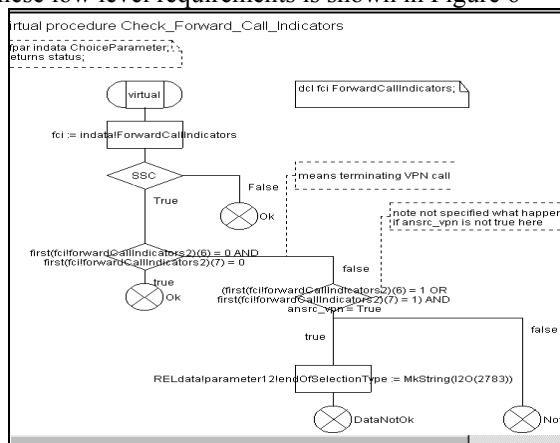 these low level requirements is shown in Figure 6
irtual procedure Check_Forward_Call_Indicators
fpar indata ChoiceParameter;
eturns status;
virtual
dcl fci ForwardCallIndicators;
fci := indata!ForwardCallIndicators
SSC
means terminating VPN call
False
True
Ok
note not specified what happen
if ansrc_vpn is not true here
first(fci!forwardCallIndicators2)(6) = 0 AND
first(fci!forwardCallIndicators2)(7) = 0
false
true
Ok
(first(fci!forwardCallIndicators2)(6) = 1 OR
first(fci!forwardCallIndicators2)(7) = 1) AND
ansrc_vpn = True
true
false
RELdata!parameter12!endOfSelectionType := MkString(I2O(2783))
DataNotOk
Not